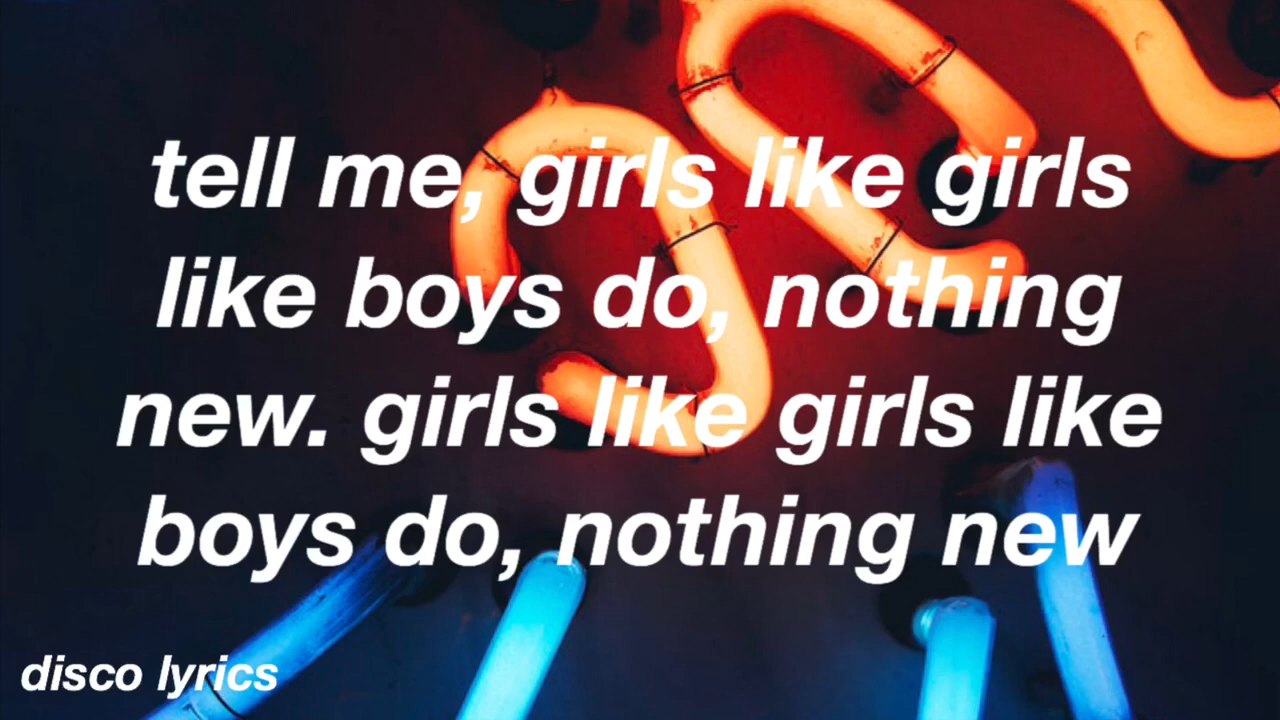 tell me, girls like girls
like boys do, nothing
new. girls like girls like
boys do, nothing new
disco lyrics